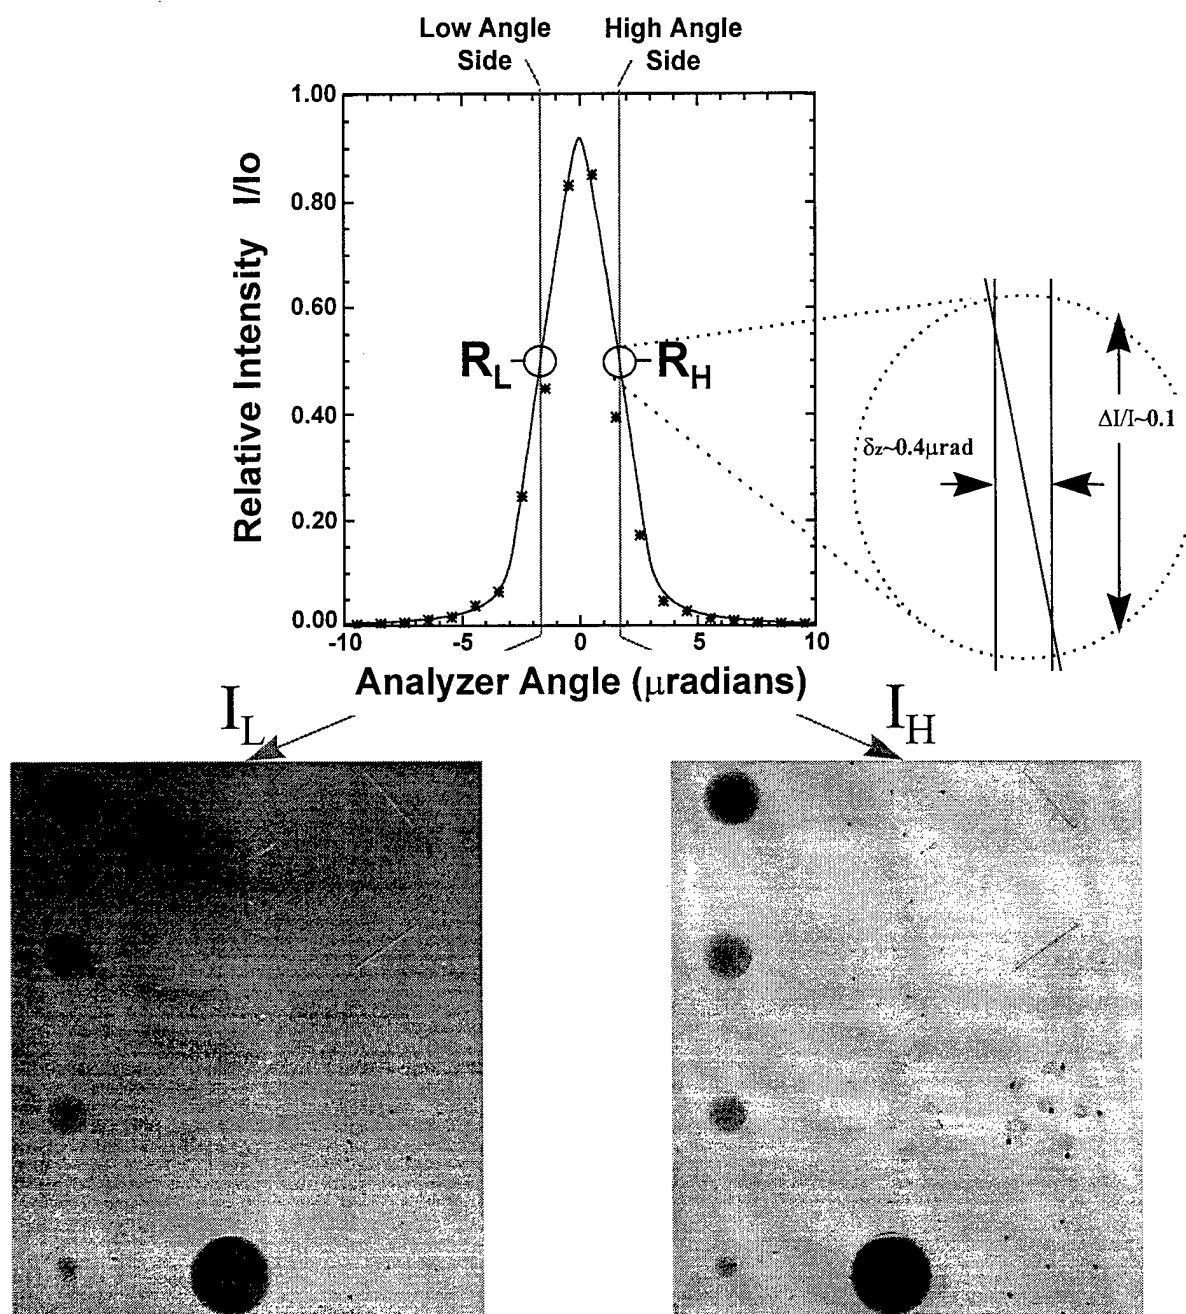 Low Angle Side
High Angle Side
Relative Intensity I/Io
1.00
0.80
0.60
0.40
0.20
0.00
R_L
R_H
-10
-5
0
5
10
Analyzer Angle (μradians)
δz~0.4μrad
ΔI/I~0.1
I_L
I_H